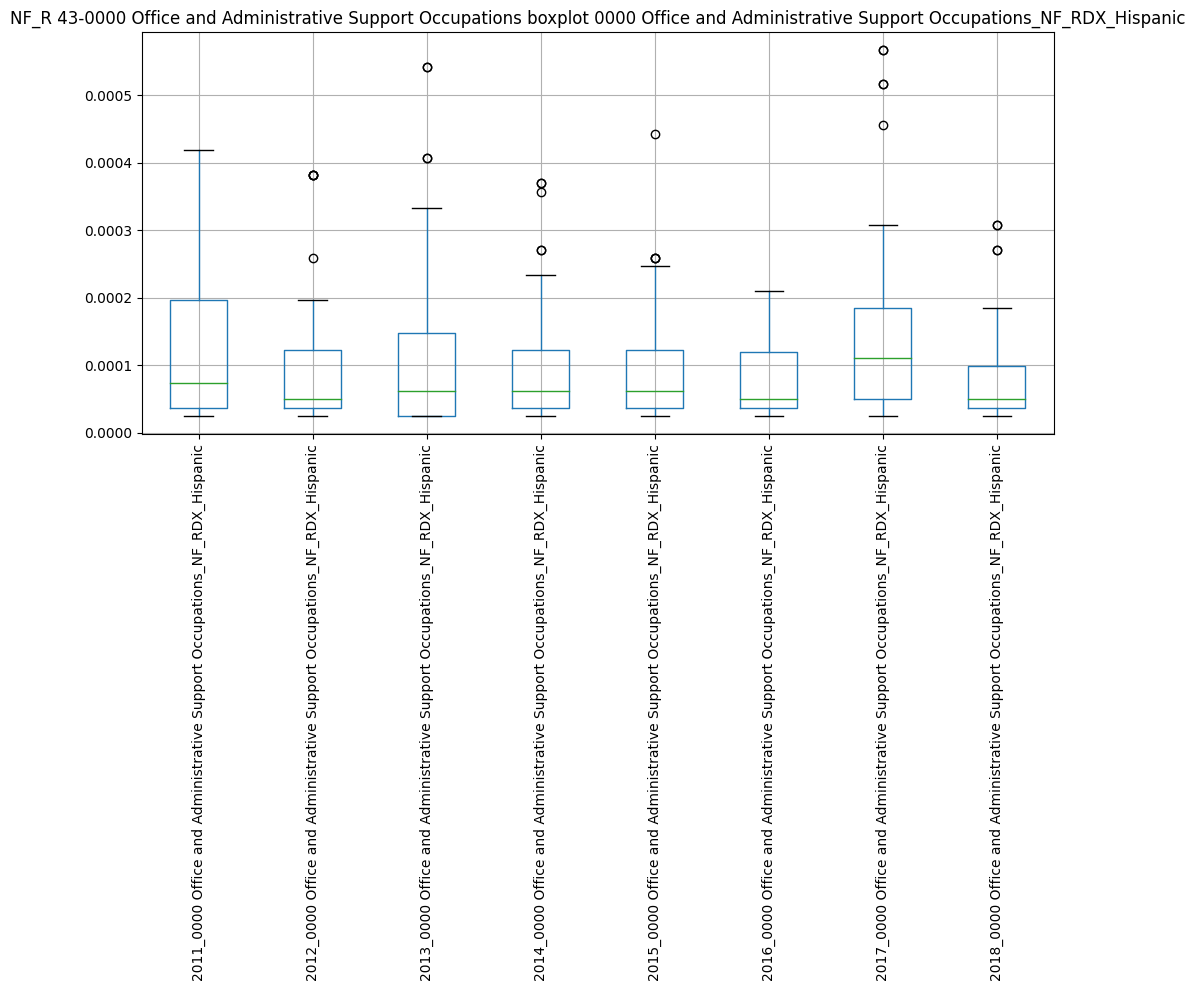 NF_R 43-0000 Office and Administrative Support Occupations boxplot 0000 Office and Administrative Support Occupations_NF_RDX_Hispanic
0.0005
0.0004
0.0003
0.0002
0.0001
0.0000
2011_0000 Office and Administrative Support Occupations_NF_RDX_Hispanic
2012_0000 Office and Administrative Support Occupations_NF_RDX_Hispanic
2013_0000 Office and Administrative Support Occupations_NF_RDX_Hispanic
2014_0000 Office and Administrative Support Occupations_NF_RDX_Hispanic
2015_0000 Office and Administrative Support Occupations_NF_RDX_Hispanic
2016_0000 Office and Administrative Support Occupations_NF_RDX_Hispanic
2017_0000 Office and Administrative Support Occupations_NF_RDX_Hispanic
2018_0000 Office and Administrative Support Occupations_NF_RDX_Hispanic